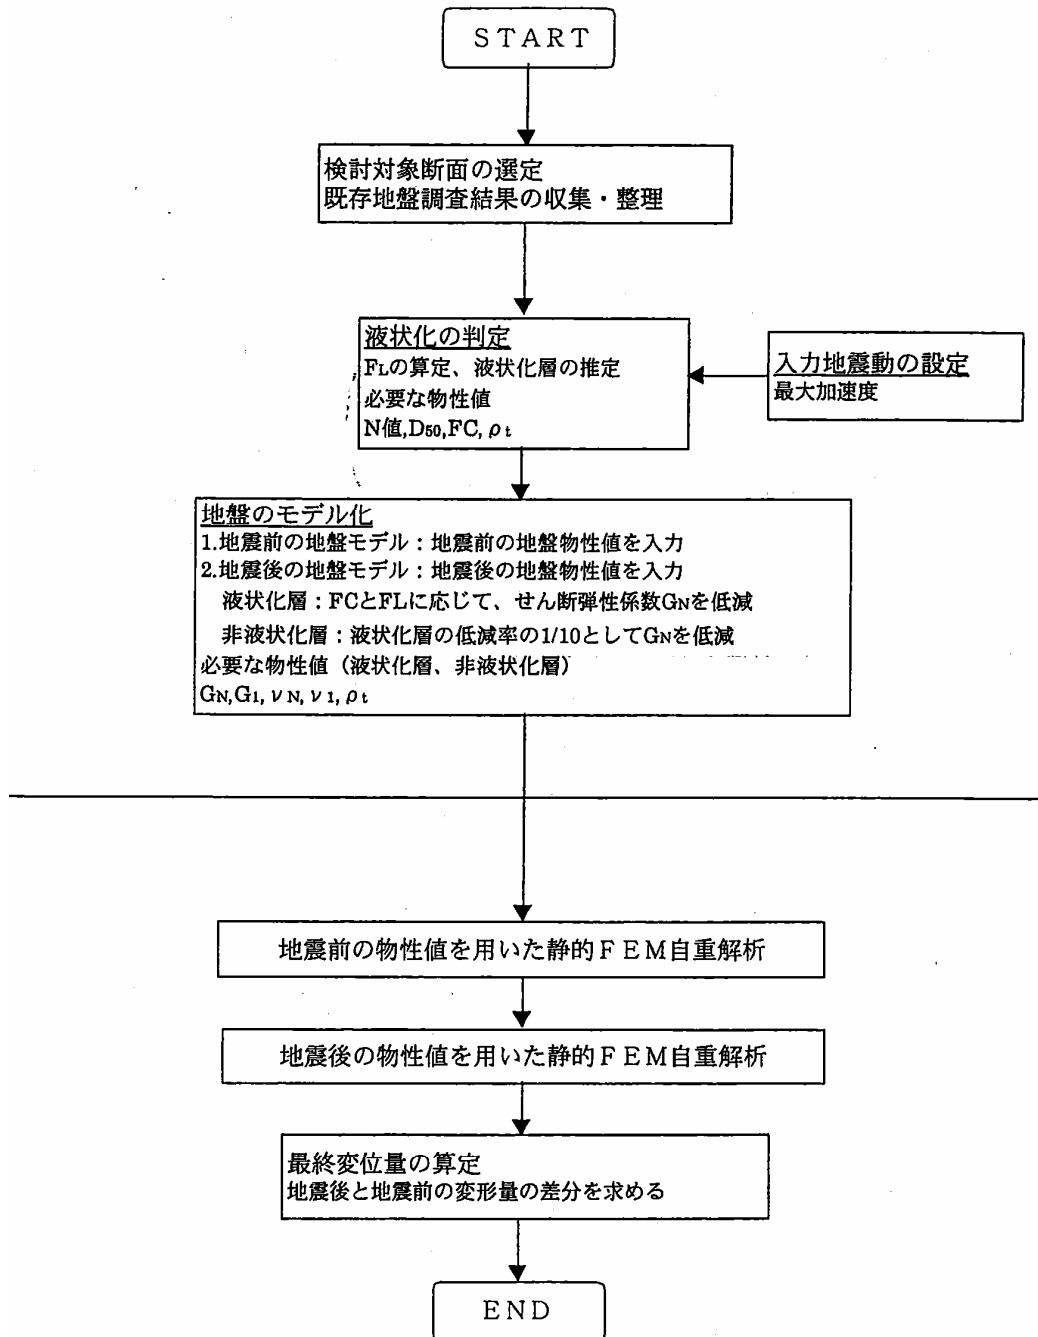 START
検討対象断面の選定
既存地盤調査結果の収集・整理
液状化の判定
FLの算定、液状化層の推定
必要な物性値
N値,D50,FC,ρt
入力地震動の設定
最大加速度
地盤のモデル化
1.地震前の地盤モデル：地震前の地盤物性値を入力
2.地震後の地盤モデル：地震後の地盤物性値を入力
液状化層：FCとFLに応じて、せん断弾性係数GNを低減
非液状化層：液状化層の低減率の1/10としてGNを低減
必要な物性値（液状化層、非液状化層）
GN,G1,νN,ν1,ρt
地震前の物性値を用いた静的ＦＥＭ自重解析
地震後の物性値を用いた静的ＦＥＭ自重解析
最終変位量の算定
地震後と地震前の変形量の差分を求める
END